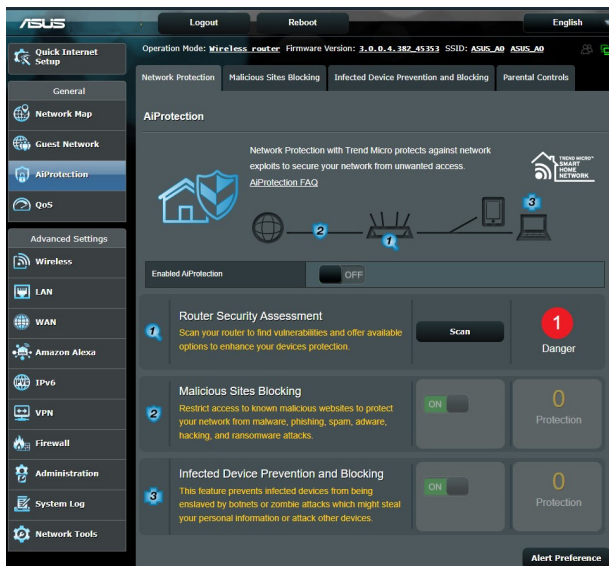 ASUS
Logout
Reboot
English
Quick Internet
Setup
Operation Mode: Wireless router Firmware Version: 3.0.0.4.382_45353 SSID: ASUS_A0 ASUS_A0
General
Network Map
Guest Network
AiProtection
QoS
Advanced Settings
Wireless
LAN
WAN
Amazon Alexa
IPv6
VPN
Firewall
Administration
System Log
Network Tools
Network Protection
Malicious Sites Blocking
Infected Device Prevention and Blocking
Parental Controls
AiProtection
Network Protection with Trend Micro protects against network
exploits to secure your network from unwanted access.
AiProtection FAQ
TREND MICRO™
SMART
HOME
NETWORK
2
1
3
Enabled AiProtection
OFF
1
Router Security Assessment
Scan your router to find vulnerabilities and offer available
options to enhance your devices protection.
Scan
1
Danger
2
Malicious Sites Blocking
Restrict access to known malicious websites to protect
your network from malware, phishing, spam, adware,
hacking, and ransomware attacks.
ON
0
Protection
3
Infected Device Prevention and Blocking
This feature prevents infected devices from being
enslaved by botnets or zombie attacks which might steal
your personal information or attack other devices.
ON
0
Protection
Alert Preference